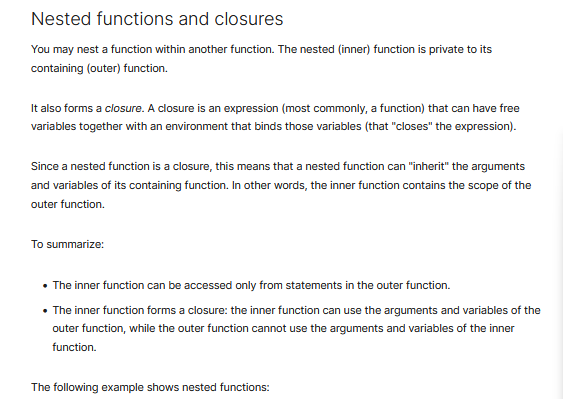 Nested functions and closures
You may nest a function within another function. The nested (inner) function is private to its
containing (outer) function.
It also forms a closure. A closure is an expression (most commonly, a function) that can have free
variables together with an environment that binds those variables (that "closes" the expression).
Since a nested function is a closure, this means that a nested function can "inherit" the arguments
and variables of its containing function. In other words, the inner function contains the scope of the
outer function.
To summarize:
• The inner function can be accessed only from statements in the outer function.
• The inner function forms a closure: the inner function can use the arguments and variables of the
outer function, while the outer function cannot use the arguments and variables of the inner
function.
The following example shows nested functions: